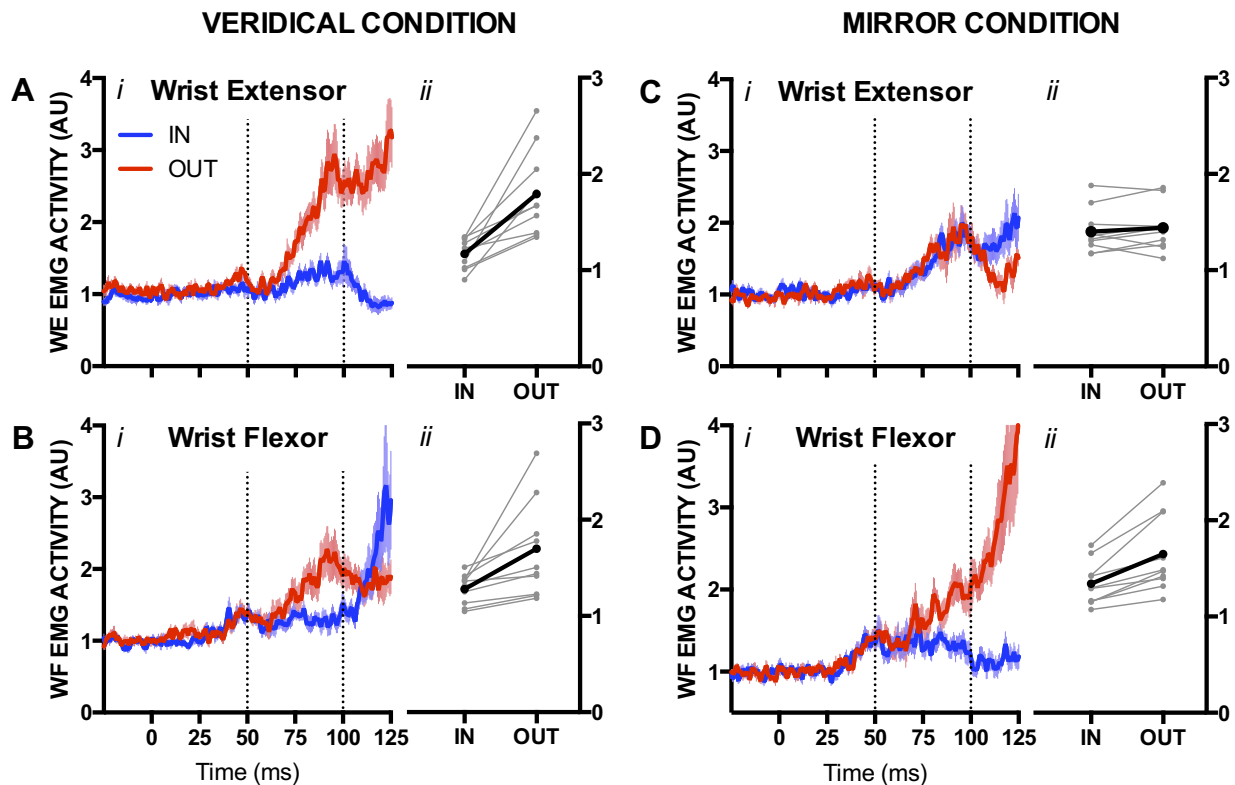 VERIDICAL CONDITION
MIRROR CONDITION
A
i
Wrist Extensor
ii
IN
OUT
WE EMG ACTIVITY (AU)
4
3
2
1
0
3
2
1
0
IN OUT
C
i
Wrist Extensor
ii
WE EMG ACTIVITY (AU)
4
3
2
1
0
3
2
1
0
IN OUT
B
i
Wrist Flexor
ii
WF EMG ACTIVITY (AU)
4
3
2
1
0
0 25 50 75 100 125
Time (ms)
3
2
1
0
IN OUT
D
i
Wrist Flexor
ii
WF EMG ACTIVITY (AU)
4
3
2
1
0 25 50 75 100 125
Time (ms)
3
2
1
0
IN OUT